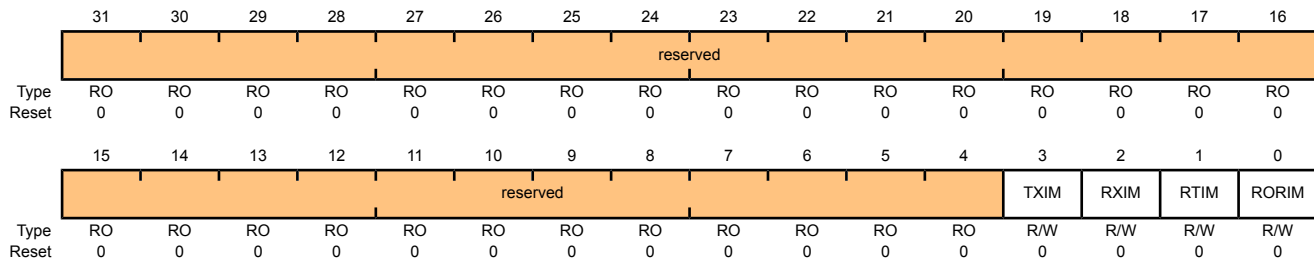 31 30 29 28 27 26 25 24 23 22 21 20 19 18 17 16
reserved
Type RO RO RO RO RO RO RO RO RO RO RO RO RO RO RO RO
Reset 0 0 0 0 0 0 0 0 0 0 0 0 0 0 0 0
15 14 13 12 11 10 9 8 7 6 5 4 3 2 1 0
reserved TXIM RXIM RTIM RORIM
Type RO RO RO RO RO RO RO RO RO RO RO RO R/W R/W R/W R/W
Reset 0 0 0 0 0 0 0 0 0 0 0 0 0 0 0 0